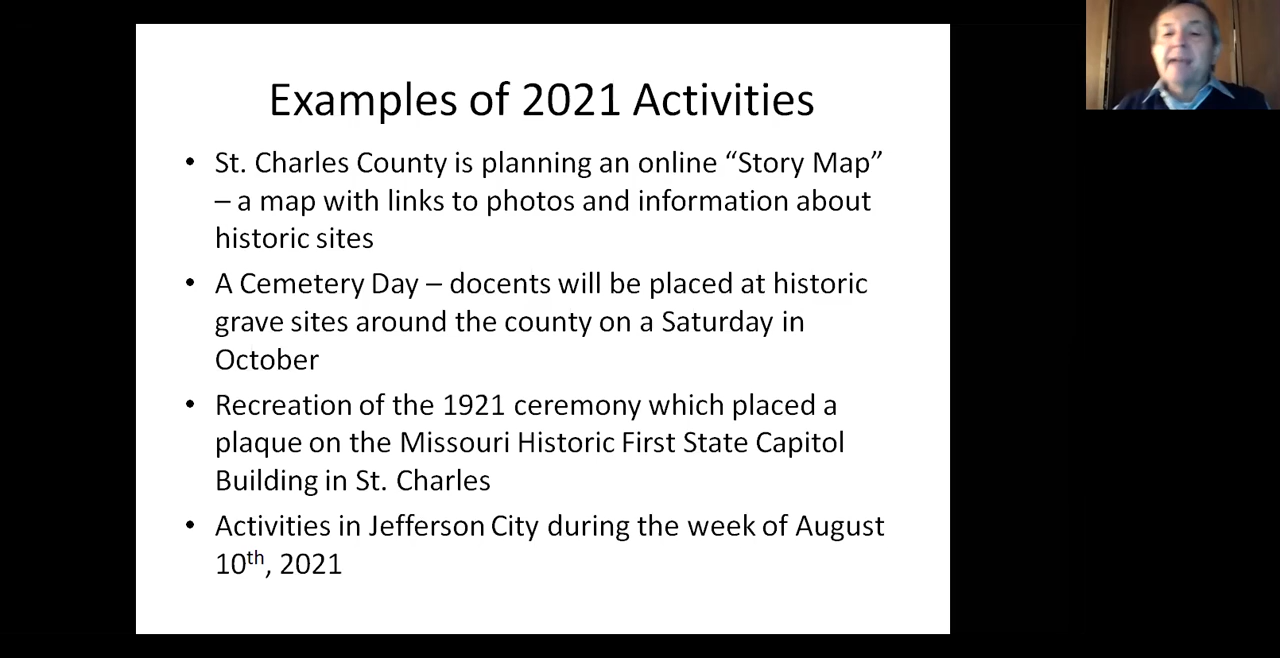 Examples of 2021 Activities
• St. Charles County is planning an online “Story Map”
– a map with links to photos and information about
historic sites
• A Cemetery Day – docents will be placed at historic
grave sites around the county on a Saturday in
October
• Recreation of the 1921 ceremony which placed a
plaque on the Missouri Historic First State Capitol
Building in St. Charles
• Activities in Jefferson City during the week of August
10th, 2021